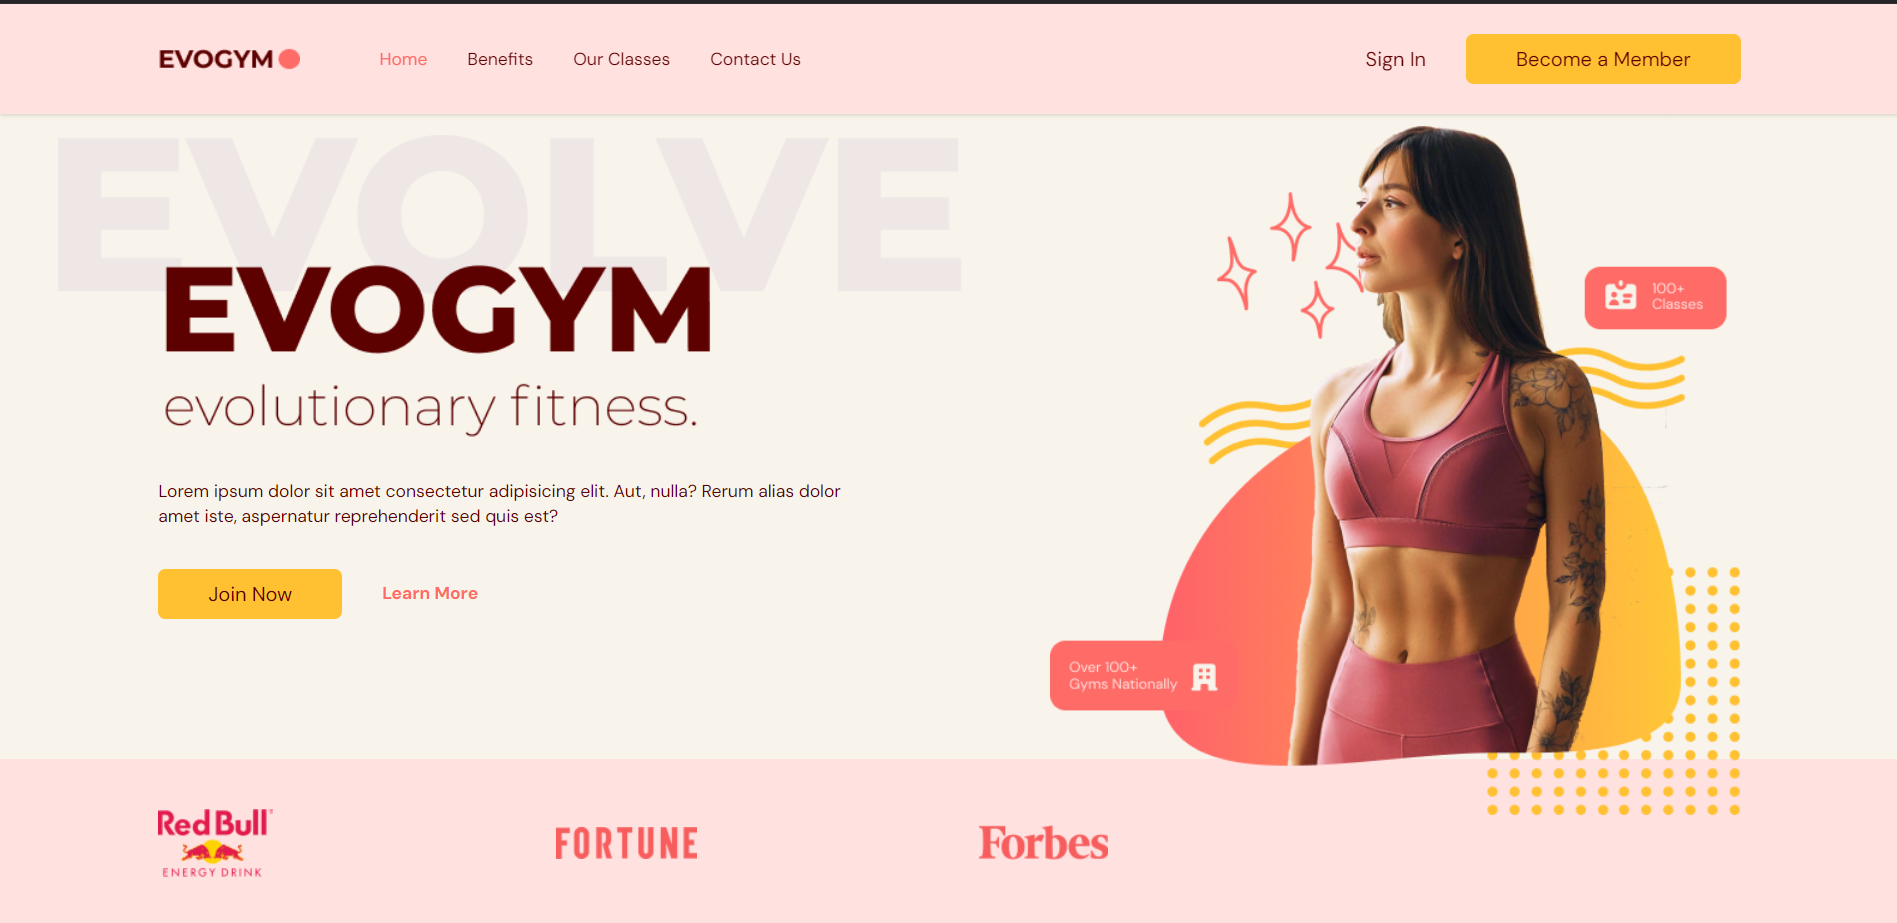 EVOGYM
Home
Benefits
Our Classes
Contact Us
Sign In
Become a Member
EVOLVE
EVOGYM
evolutionary fitness.
Lorem ipsum dolor sit amet consectetur adipisicing elit. Aut, nulla? Rerum alias dolor
amet iste, aspernatur reprehenderit sed quis est?
Join Now
Learn More
100+
Classes
Over 100+
Gyms Nationally
Red Bull
ENERGY DRINK
FORTUNE
Forbes